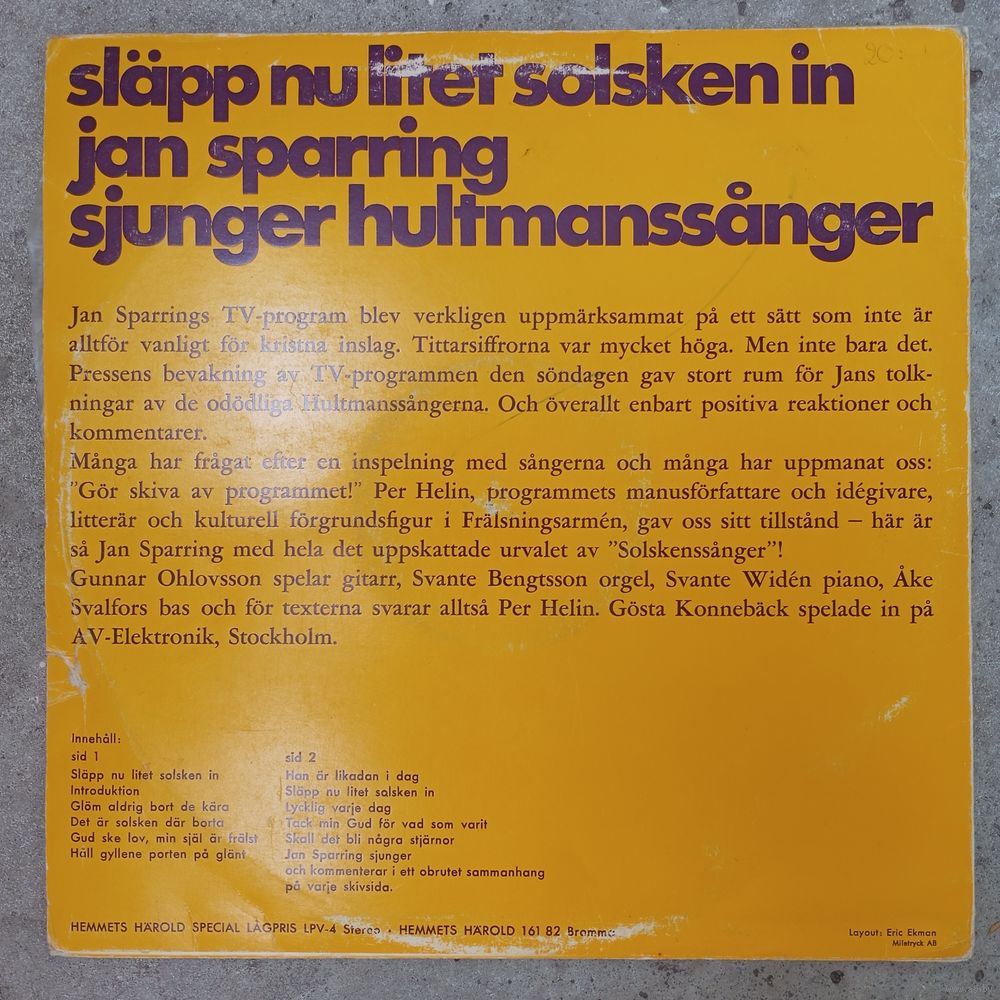 släpp nu litet solsken in
20:
jan sparring
sjunger hultmanssånger
Jan Sparrings TV-program blev verkligen uppmärksammat på ett sätt som inte är
alltför vanligt för kristna inslag. Tittarsiffrorna var mycket höga. Men inte bara det.
Pressens bevakning av TV-programmen den söndagen gav stort rum för Jans tolk-
ningar av de odödliga Hultmanssångerna. Och överallt enbart positiva reaktioner och
kommentarer.
Många har frågat efter en inspelning med sångerna och många har uppmanat oss:
”Gör skiva av programmet!” Per Helin, programmets manusförfattare och idégivare,
litterär och kulturell förgrundsfigur i Frälsningsarmén, gav oss sitt tillstånd – här är
så Jan Sparring med hela det uppskattade urvalet av ”Solskenssånger”!
Gunnar Ohlovsson spelar gitarr, Svante Bengtsson orgel, Svante Widén piano, Åke
Svalfors bas och för texterna svarar alltså Per Helin. Gösta Konnebäck spelade in på
AV-Elektronik, Stockholm.
Innehåll:
sid 1
Släpp nu litet solsken in
Introduktion
Glöm aldrig bort de kära
Det är solsken där borta
Gud ske lov, min själ är frälst
Håll gyllene porten på glänt
sid 2
Han är likadan i dag
Släpp nu litet solsken in
Lycklig varje dag
Tack min Gud för vad som varit
Skall det bli några stjärnor
Jan Sparring sjunger
och kommenterar i ett obrutet sammanhang
på varje skivsida.
HEMMETS HÄROLD SPECIAL LÅGPRIS LPV-4 Stereo · HEMMETS HÄROLD 161 82 Bromma
Layout: Eric Ekman
Miletryck AB